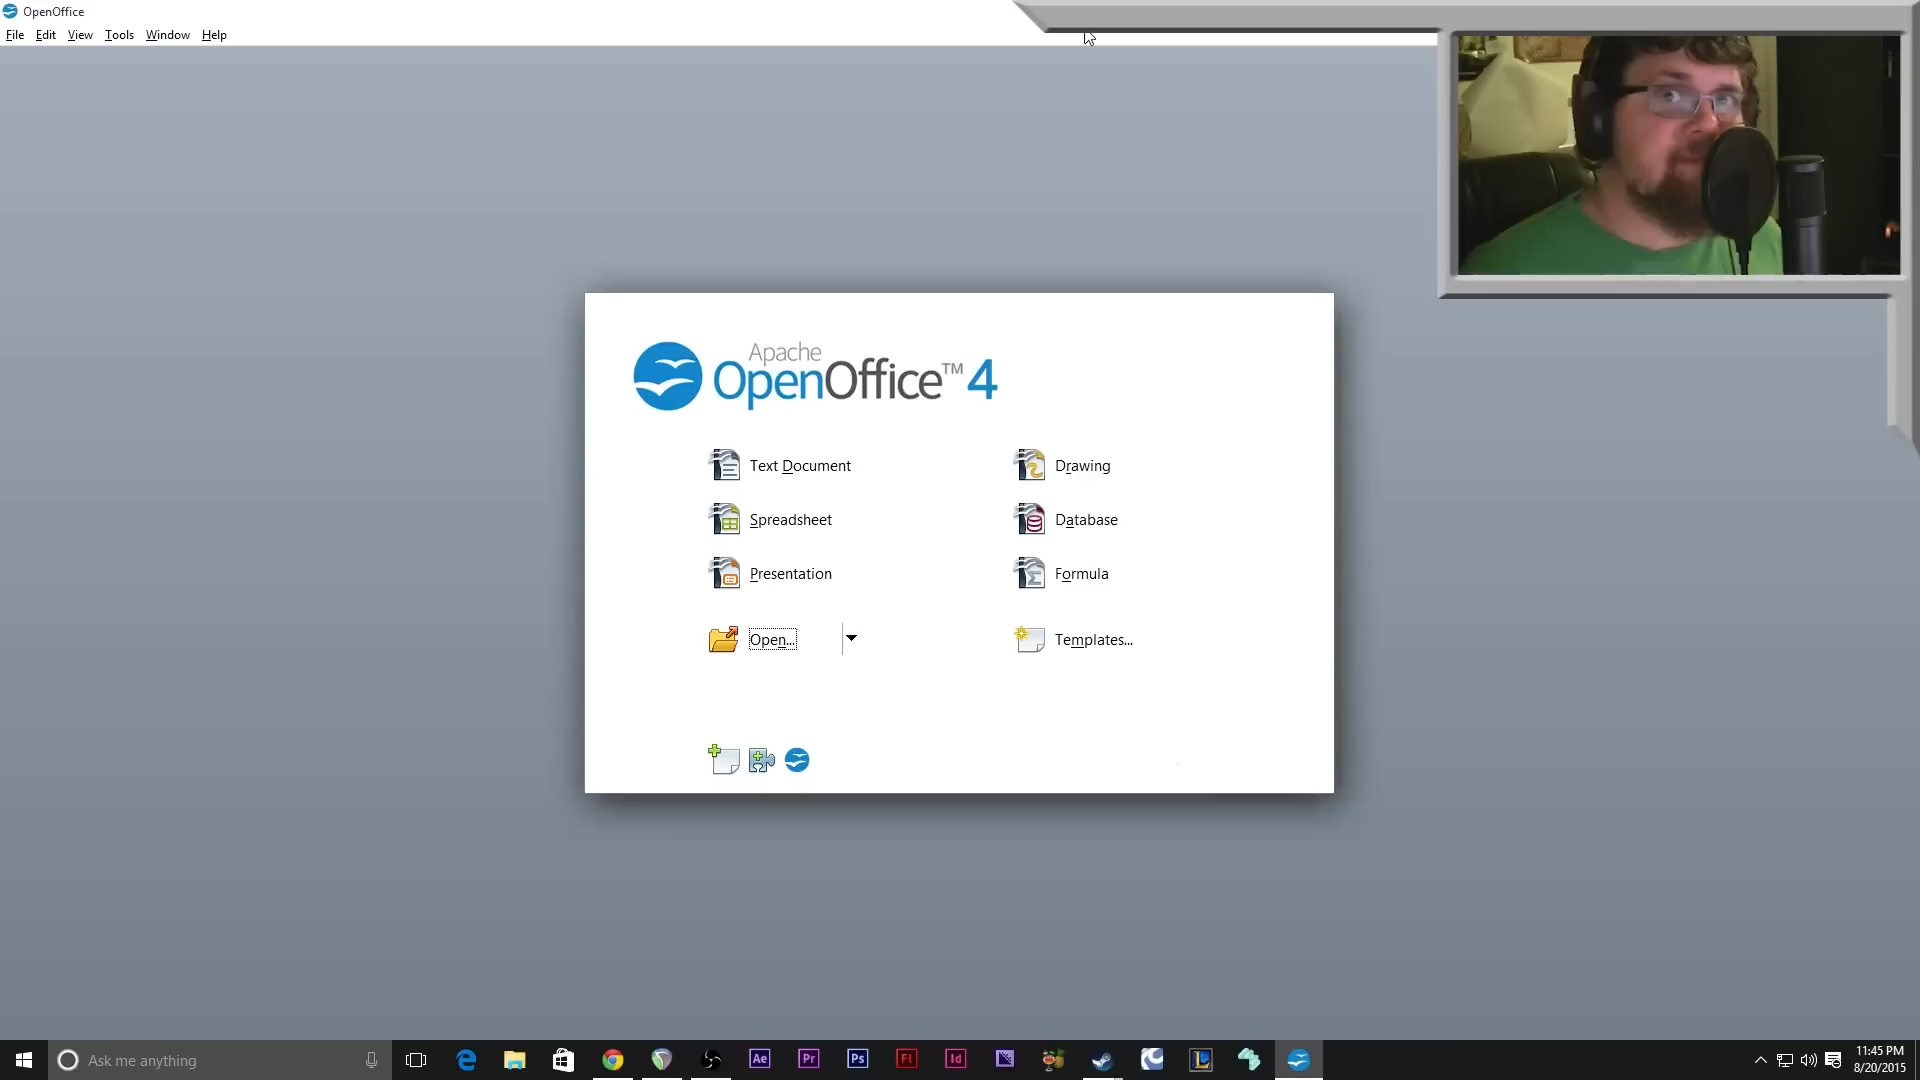 OpenOffice
File Edit View Tools Window Help
Apache
OpenOffice™ 4
Text Document
Drawing
Spreadsheet
Database
Presentation
Formula
Open...
Templates...
Ask me anything
Ae
Pr
Ps
Fl
Id
L
11:45 PM
8/20/2015